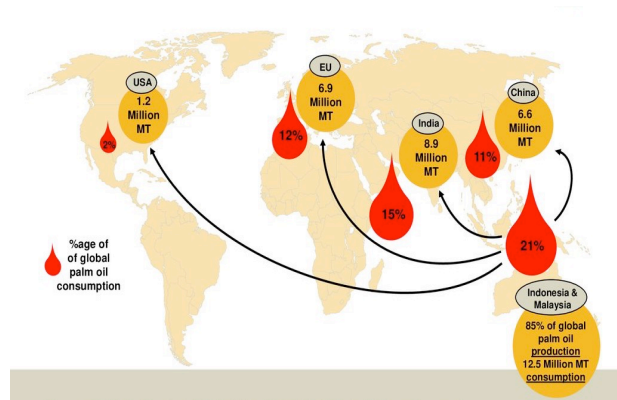 USA
1.2
Million
MT
2%
EU
6.9
Million
MT
12%
India
8.9
Million
MT
15%
China
6.6
Million
MT
11%
21%
%age of
of global
palm oil
consumption
Indonesia &
Malaysia
85% of global
palm oil
production
12.5 Million MT
consumption